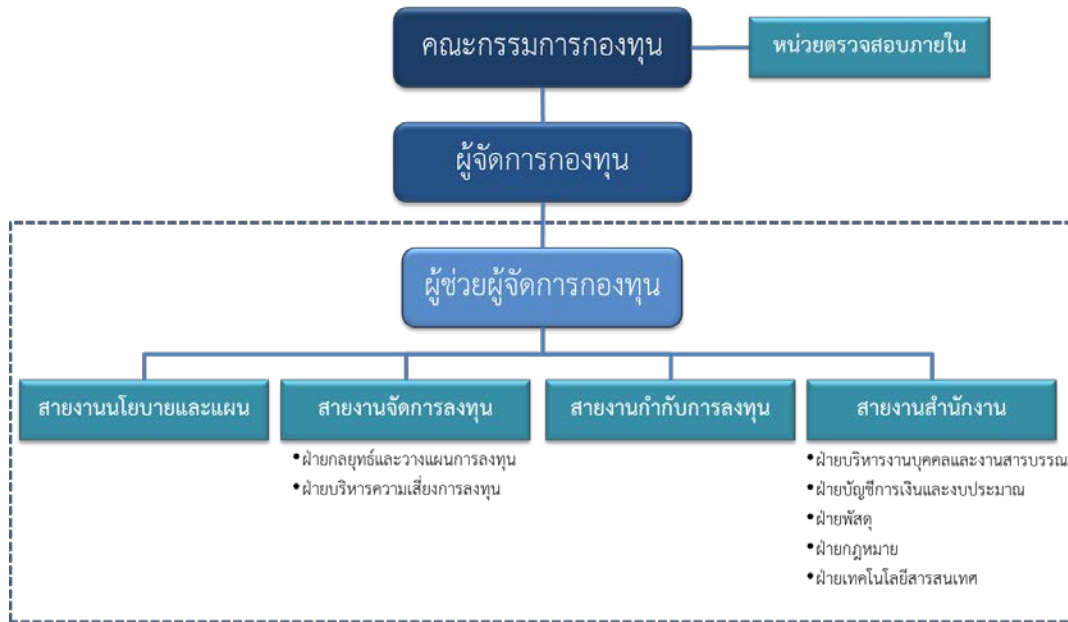 คณะกรรมการกองทุน
หน่วยตรวจสอบภายใน
ผู้จัดการกองทุน
ผู้ช่วยผู้จัดการกองทุน
สายงานนโยบายและแผน
สายงานจัดการลงทุน
•ฝ่ายกลยุทธ์และวางแผนการลงทุน
•ฝ่ายบริหารความเสี่ยงการลงทุน
สายงานกำกับการลงทุน
สายงานสำนักงาน
•ฝ่ายบริหารงานบุคคลและงานสารบรรณ
•ฝ่ายบัญชีการเงินและงบประมาณ
•ฝ่ายพัสดุ
•ฝ่ายกฎหมาย
•ฝ่ายเทคโนโลยีสารสนเทศ